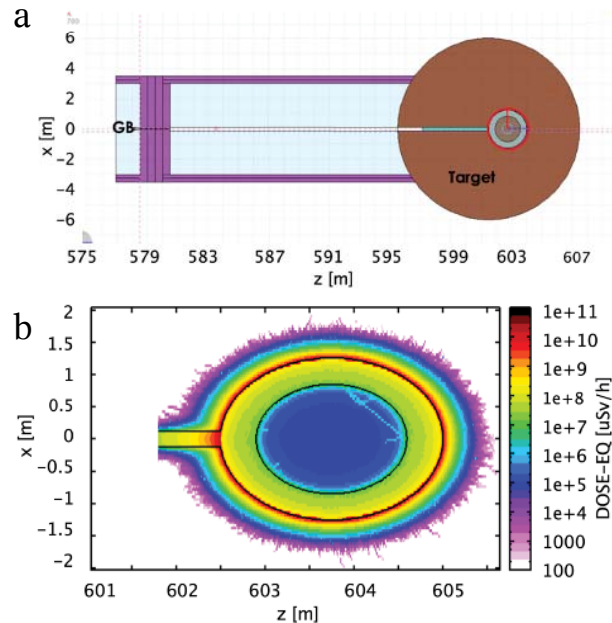 a
6
4
2
0
-2
-4
-6
x [m]
GB
Target
575 579 583 587 591 595 599 603 607
z [m]
b
2
1.5
1
0.5
0
-0.5
-1
-1.5
-2
x [m]
601 602 603 604 605
z [m]
1e+11
1e+10
1e+9
1e+8
1e+7
1e+6
1e+5
1e+4
1000
100
DOSE-EQ [uSv/h]